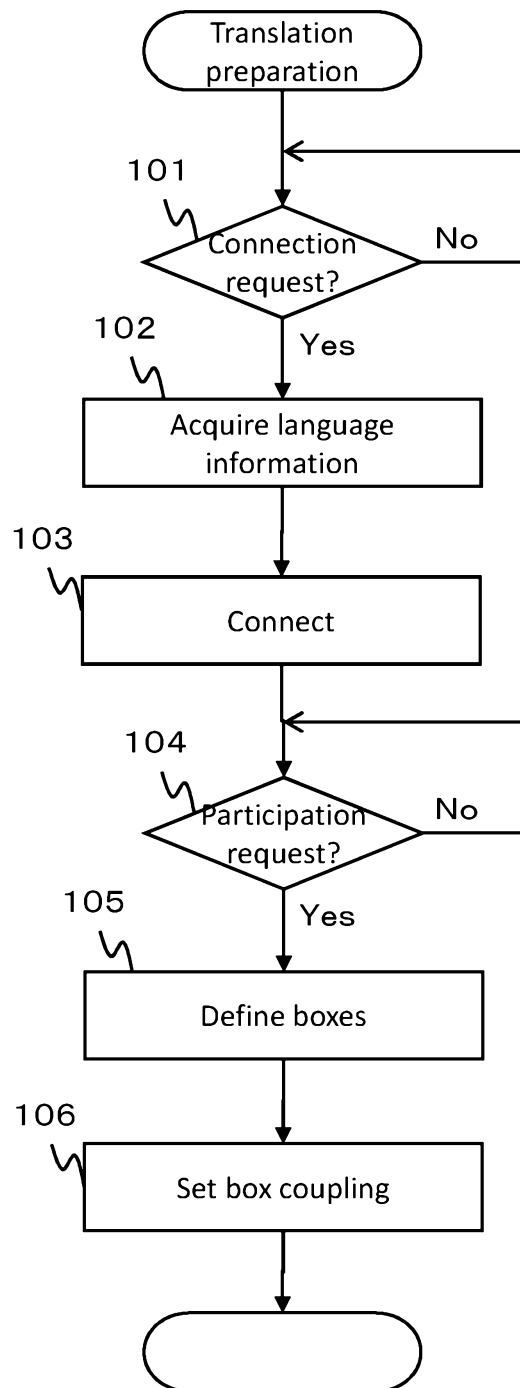 Translation
preparation
101
Connection
request?
No
Yes
102
Acquire language
information
103
Connect
104
Participation
request?
No
Yes
105
Define boxes
106
Set box coupling